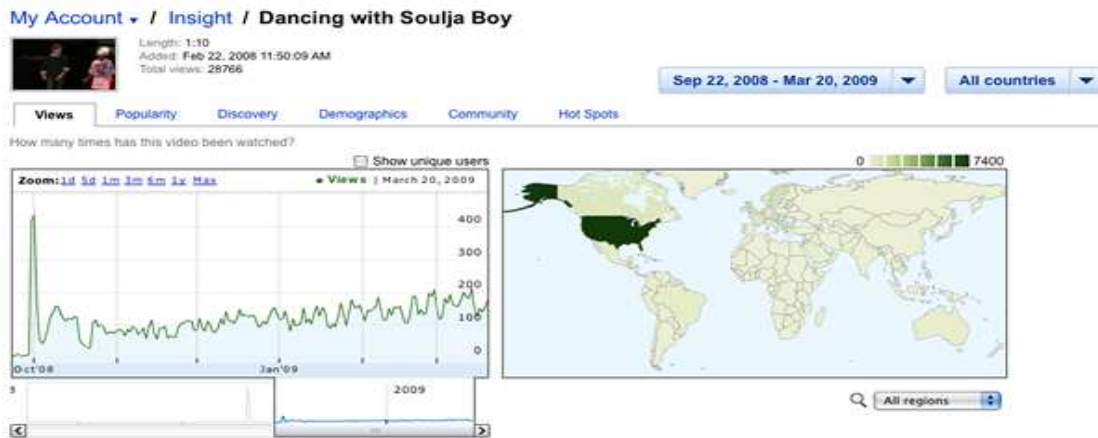 My Account / Insight / Dancing with Soulja Boy
Length: 1:10
Added: Feb 22, 2008 11:50:09 AM
Total views: 28766
Sep 22, 2008 - Mar 20, 2009
All countries
Views Popularity Discovery Demographics Community Hot Spots
How many times has this video been watched?
Show unique users
0 7400
Zoom: 1d 5d 1m 3m 6m 1y Max
Views | March 20, 2009
400
300
200
100
0
Oct'08 Jan'09
2009
All regions